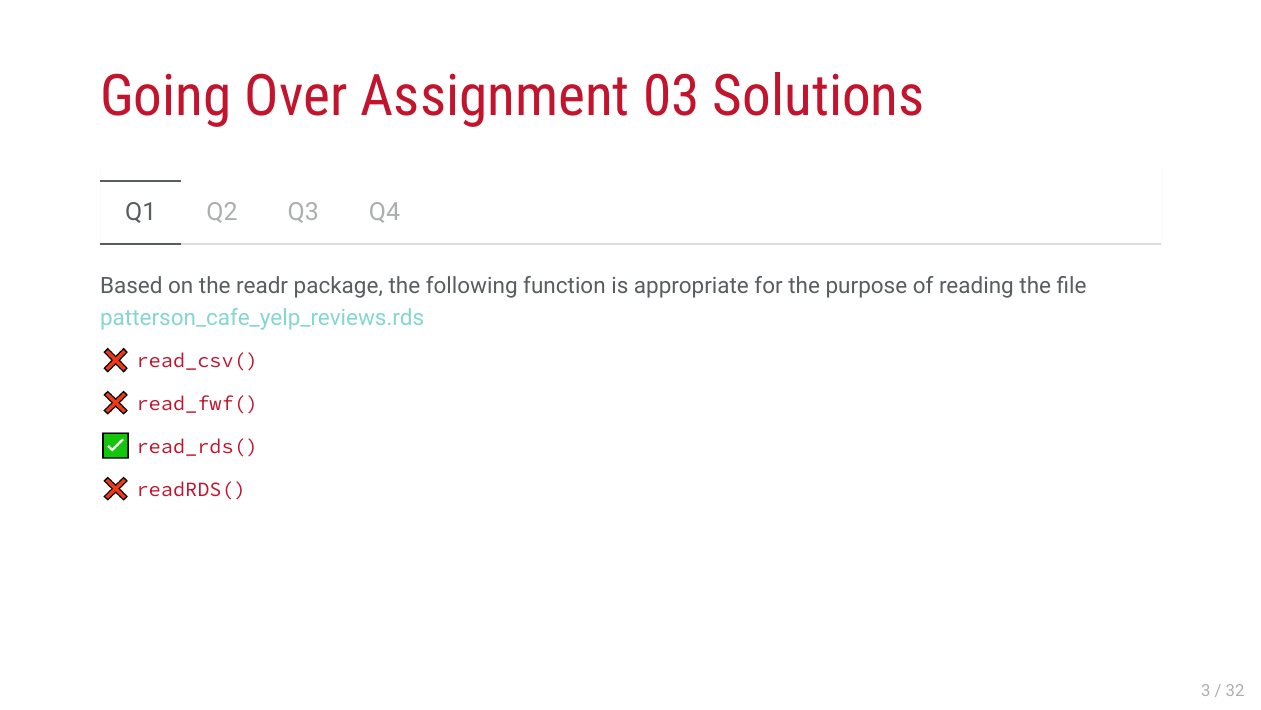 Going Over Assignment 03 Solutions
Q1 Q2 Q3 Q4
Based on the readr package, the following function is appropriate for the purpose of reading the file
patterson_cafe_yelp_reviews.rds
❌ read_csv()
❌ read_fwf()
✅ read_rds()
❌ readRDS()
3 / 32